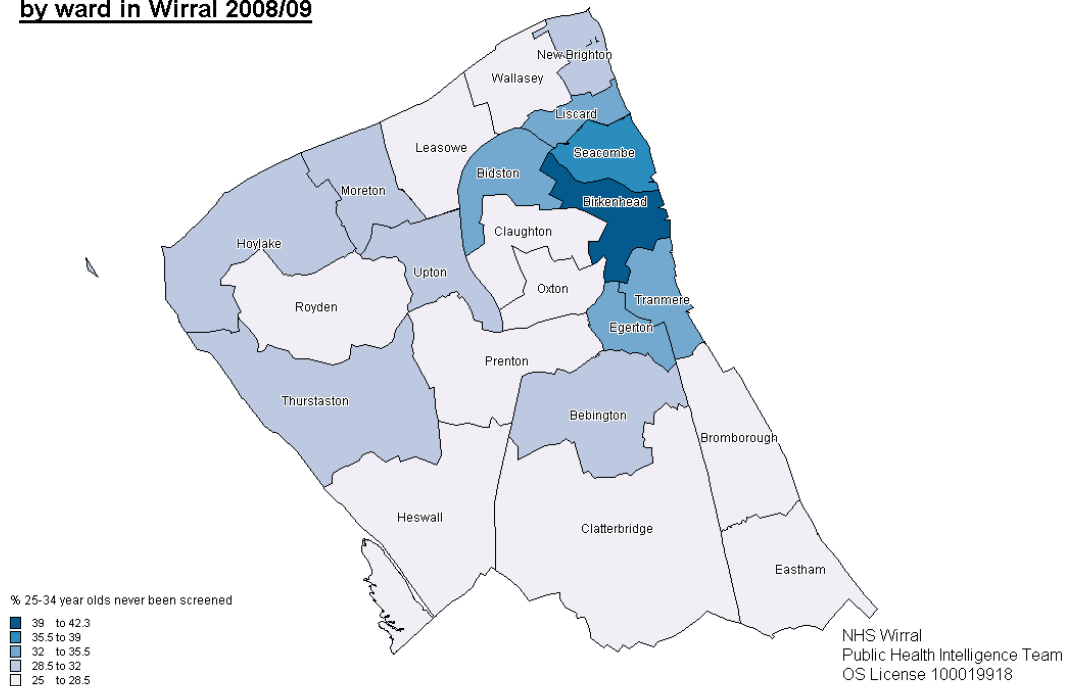 by ward in Wirral 2008/09
New Brighton
Wallasey
Liscard
Leasowe
Seacombe
Bidston
Moreton
Birkenhead
Claughton
Hoylake
Upton
Oxton
Tranmere
Royden
Egerton
Prenton
Thurstaston
Bebington
Bromborough
Heswall
Clatterbridge
Eastham
% 25-34 year olds never been screened
39 to 42.3
35.5 to 39
32 to 35.5
28.5 to 32
25 to 28.5
NHS Wirral
Public Health Intelligence Team
OS License 100019918